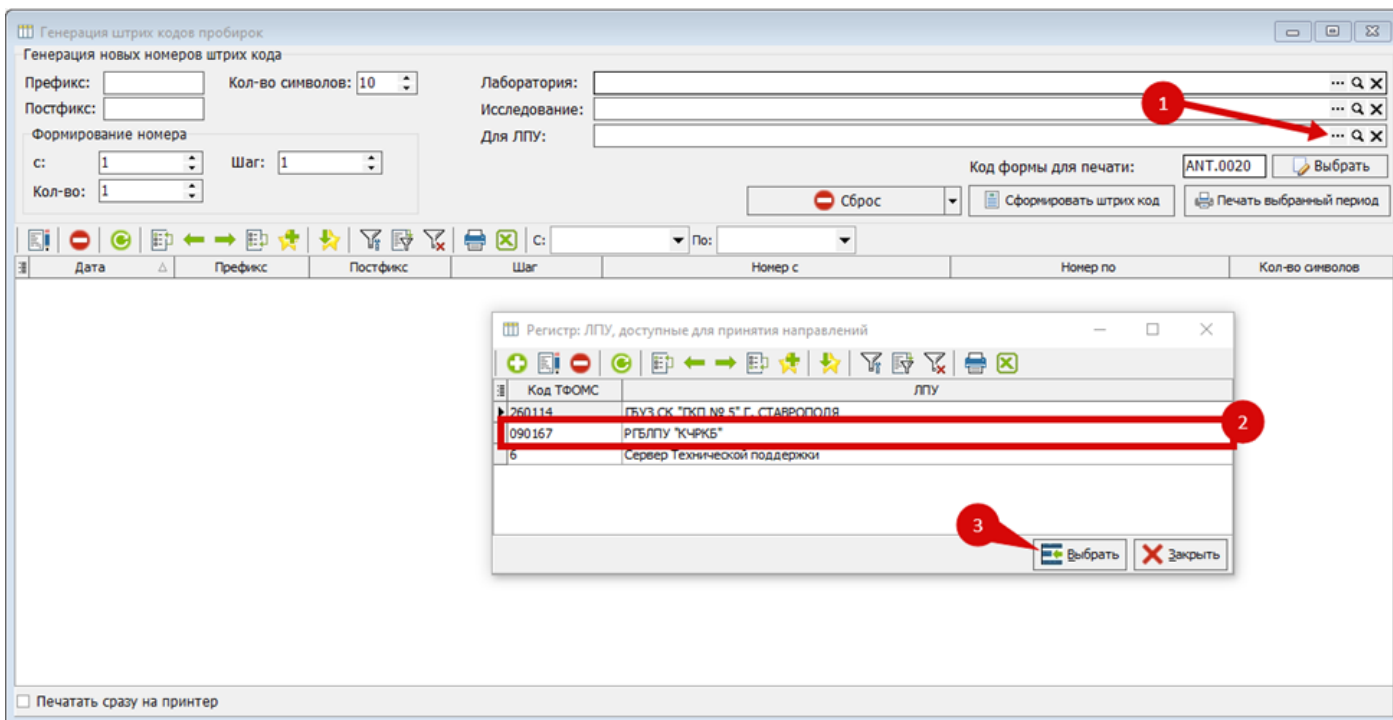 Генерация штрих кодов пробирок
Генерация новых номеров штрих кода
Префикс: Кол-во символов: 10 Лаборатория:
Постфикс: Исследование:
1
Формирование номера Для ЛПУ:
с: 1 Шаг: 1
Код формы для печати: ANT.0020 Выбрать
Кол-во: 1
Сброс Сформировать штрих код Печать выбранный период
С: По:
Дата Префикс Постфикс Шаг Номер с Номер по Кол-во символов
Регистр: ЛПУ, доступные для принятия направлений
Код ТФОМС ЛПУ
260114 ГБУЗ СК "ГКП № 5" Г. СТАВРОПОЛЯ
090167 РГБЛПУ "КЧРКБ"
2
6 Сервер Технической поддержки
3
Выбрать Закрыть
Печатать сразу на принтер